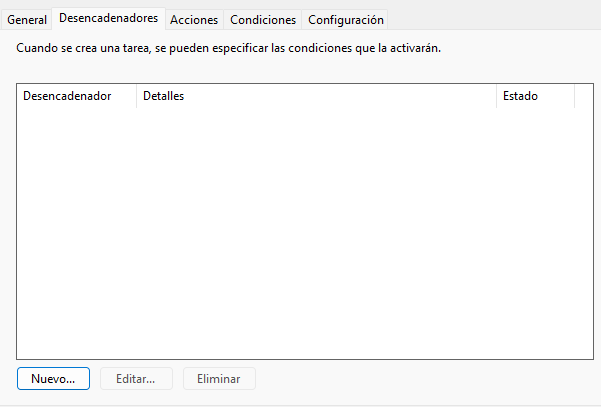 General Desencadenadores Acciones Condiciones Configuración
Cuando se crea una tarea, se pueden especificar las condiciones que la activarán.
Desencadenador Detalles Estado
Nuevo... Editar... Eliminar